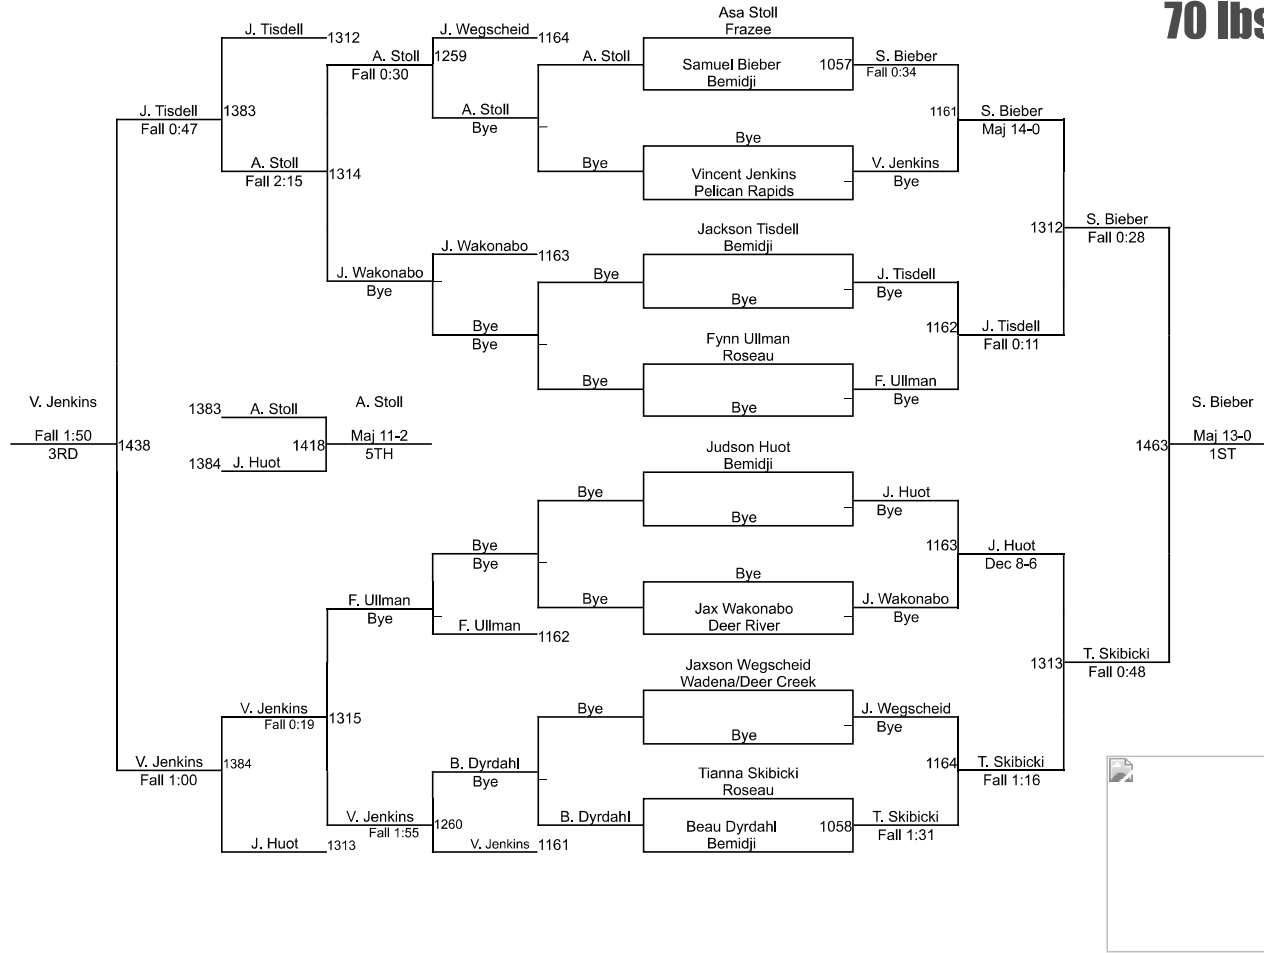 70 lbs
Asa Stoll
Frazee
J. Tisdell
1312
J. Wegscheid
1164
A. Stoll
Fall 0:30
1259
A. Stoll
Samuel Bieber
Bemidji
1057
S. Bieber
Fall 0:34
J. Tisdell
Fall 0:47
1383
A. Stoll
Bye
1161
S. Bieber
Maj 14-0
Bye
A. Stoll
Fall 2:15
1314
Bye
Vincent Jenkins
Pelican Rapids
V. Jenkins
Bye
Jackson Tisdell
Bemidji
1312
S. Bieber
Fall 0:28
J. Wakonabo
1163
J. Wakonabo
Bye
Bye
Bye
J. Tisdell
Bye
Bye
Bye
1162
J. Tisdell
Fall 0:11
Fynn Ullman
Roseau
Bye
Bye
F. Ullman
Bye
V. Jenkins
Fall 1:50
3RD
1438
1383
A. Stoll
1384
J. Huot
1418
A. Stoll
Maj 11-2
5TH
S. Bieber
1463
Maj 13-0
1ST
Judson Huot
Bemidji
Bye
Bye
J. Huot
Bye
Bye
Bye
1163
J. Huot
Dec 8-6
Bye
F. Ullman
Bye
Bye
Jax Wakonabo
Deer River
J. Wakonabo
Bye
F. Ullman
1162
1313
T. Skibicki
Fall 0:48
Jaxson Wegscheid
Wadena/Deer Creek
V. Jenkins
Fall 0:19
1315
Bye
Bye
J. Wegscheid
Bye
V. Jenkins
Fall 1:00
1384
B. Dyrdahl
Bye
1164
T. Skibicki
Fall 1:16
Tianna Skibicki
Roseau
V. Jenkins
Fall 1:55
1260
B. Dyrdahl
Beau Dyrdahl
Bemidji
1058
T. Skibicki
Fall 1:31
J. Huot
1313
V. Jenkins
1161